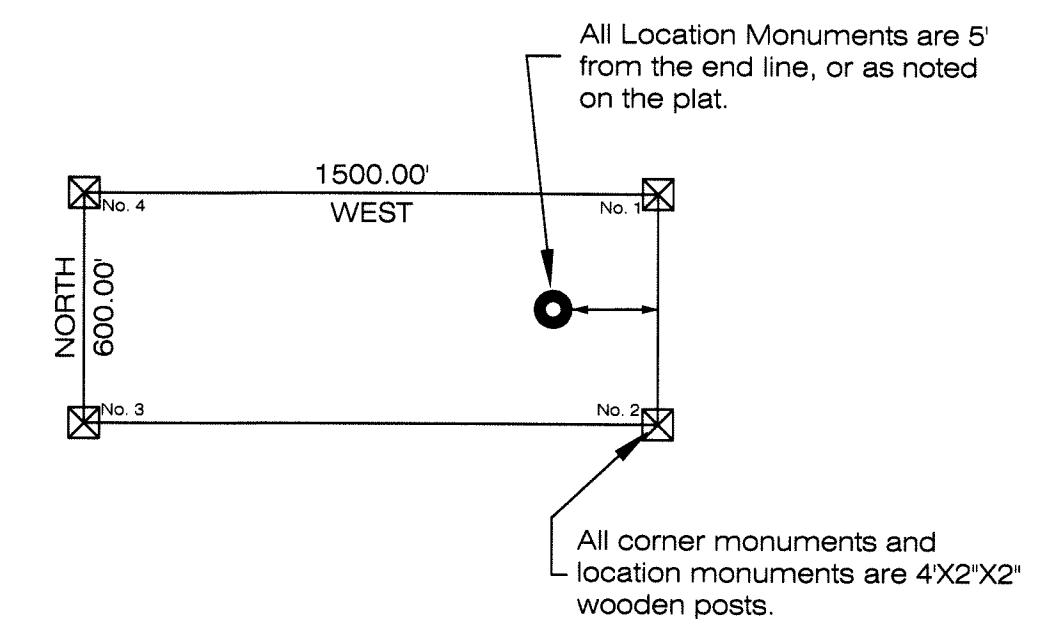 All Location Monuments are 5'
from the end line, or as noted
on the plat.
1500.00'
WEST
No. 4
No. 1
NORTH
600.00'
No. 3
No. 2
All corner monuments and
location monuments are 4'X2"X2"
wooden posts.